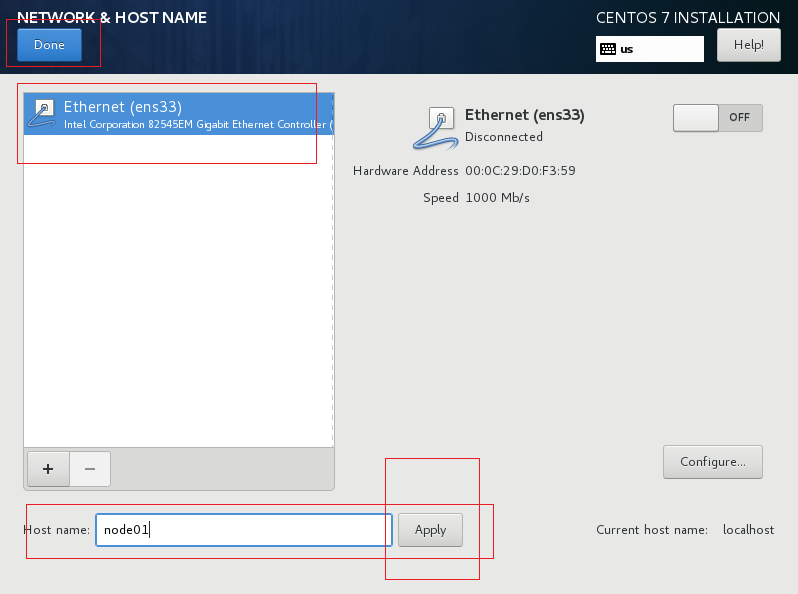 NETWORK & HOST NAME
CENTOS 7 INSTALLATION
Done
us
Help!
Ethernet (ens33)
Intel Corporation 82545EM Gigabit Ethernet Controller (
Ethernet (ens33)
Disconnected
OFF
Hardware Address 00:0C:29:D0:F3:59
Speed 1000 Mb/s
+
−
Configure...
Host name: node01
Apply
Current host name: localhost